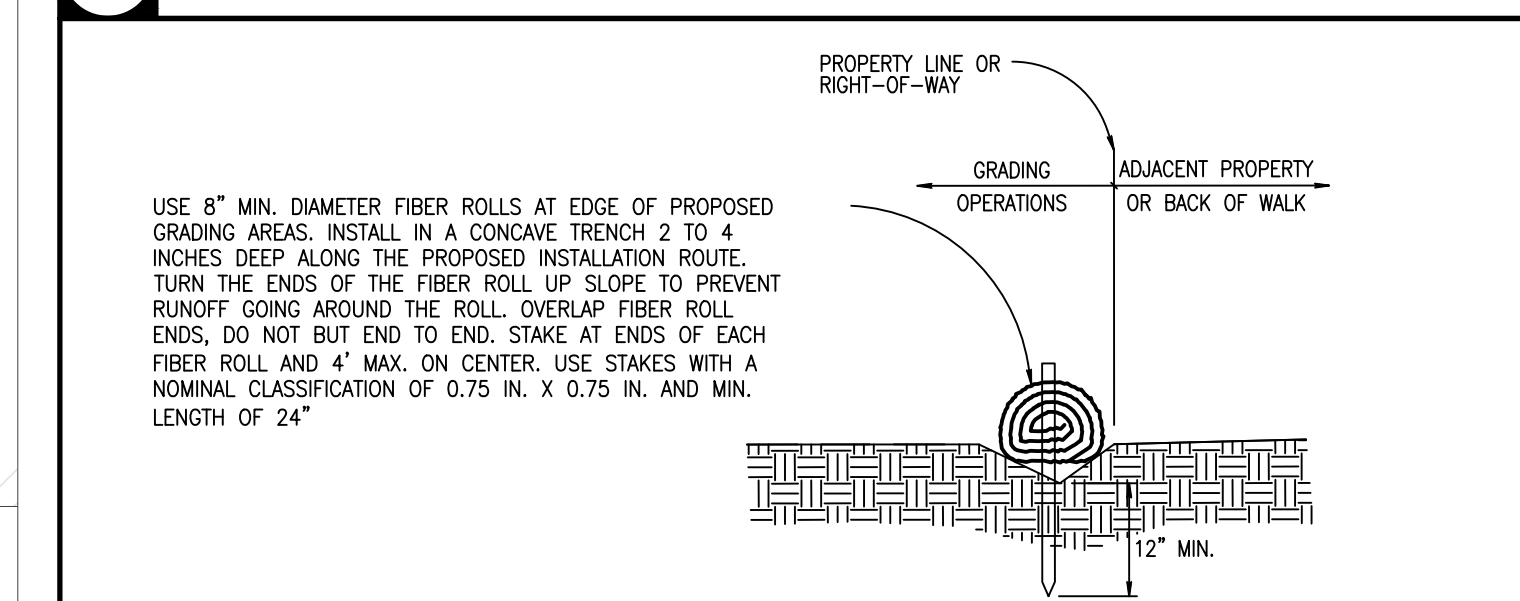 PROPERTY LINE OR
RIGHT-OF-WAY
GRADING
OPERATIONS
ADJACENT PROPERTY
OR BACK OF WALK
USE 8" MIN. DIAMETER FIBER ROLLS AT EDGE OF PROPOSED
GRADING AREAS. INSTALL IN A CONCAVE TRENCH 2 TO 4
INCHES DEEP ALONG THE PROPOSED INSTALLATION ROUTE.
TURN THE ENDS OF THE FIBER ROLL UP SLOPE TO PREVENT
RUNOFF GOING AROUND THE ROLL. OVERLAP FIBER ROLL
ENDS, DO NOT BUT END TO END. STAKE AT ENDS OF EACH
FIBER ROLL AND 4' MAX. ON CENTER. USE STAKES WITH A
NOMINAL CLASSIFICATION OF 0.75 IN. X 0.75 IN. AND MIN.
LENGTH OF 24"
12" MIN.